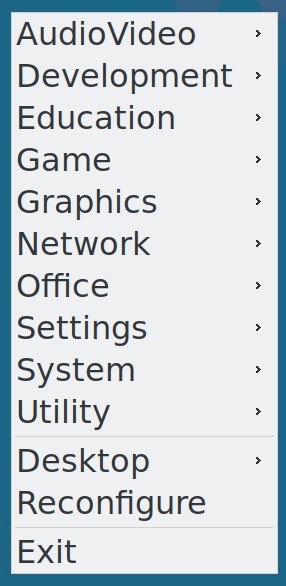 AudioVideo
Development
Education
Game
Graphics
Network
Office
Settings
System
Utility
Desktop
Reconfigure
Exit